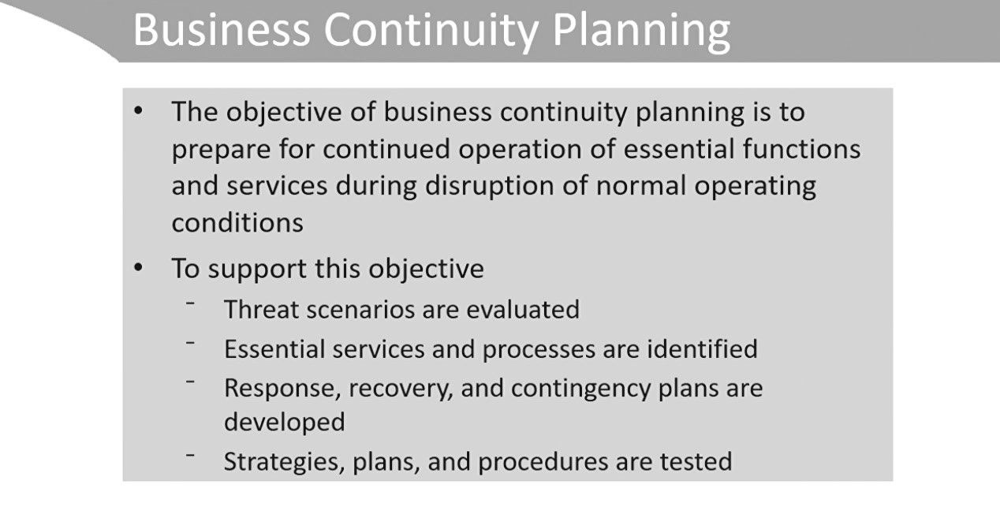 Business Continuity Planning
• The objective of business continuity planning is to
prepare for continued operation of essential functions
and services during disruption of normal operating
conditions
• To support this objective
- Threat scenarios are evaluated
- Essential services and processes are identified
- Response, recovery, and contingency plans are
developed
- Strategies, plans, and procedures are tested